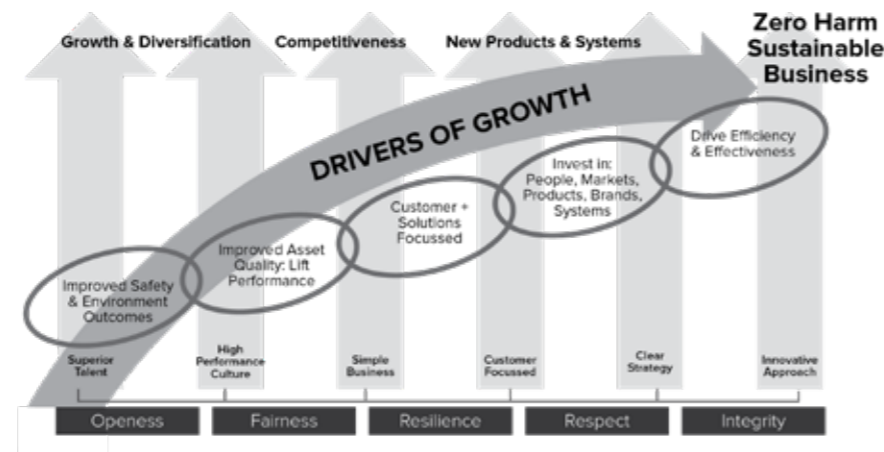 Growth & Diversification
Competitiveness
New Products & Systems
Zero Harm
Sustainable
Business
DRIVERS OF GROWTH
Improved Safety
& Environment
Outcomes
Improved Asset
Quality: Lift
Performance
Customer +
Solutions
Focussed
Invest in:
People, Markets,
Products, Brands,
Systems
Drive Efficiency
& Effectiveness
Superior
Talent
High
Performance
Culture
Simple
Business
Customer
Focussed
Clear
Strategy
Innovative
Approach
Openess
Fairness
Resilience
Respect
Integrity